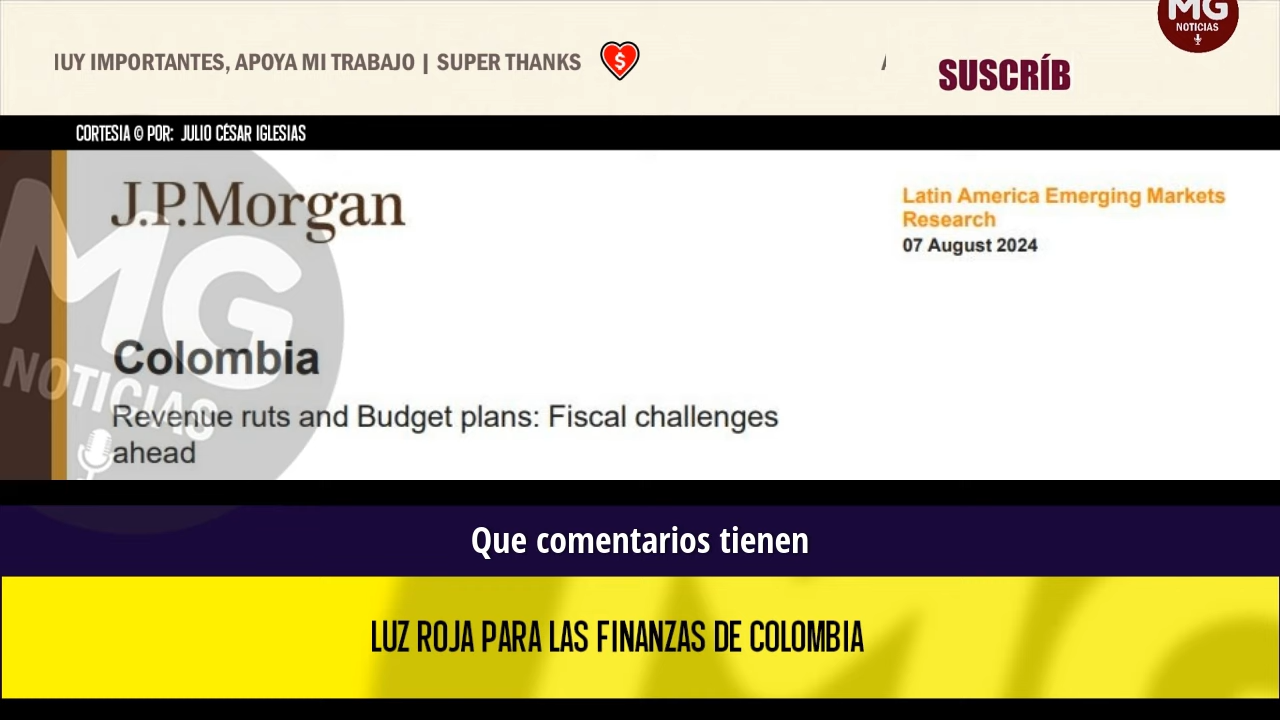 MG
NOTICIAS
IUY IMPORTANTES, APOYA MI TRABAJO | SUPER THANKS
SUSCRÍB
CORTESIA © POR: JULIO CÉSAR IGLESIAS
J.P.Morgan
Latin America Emerging Markets
Research
07 August 2024
MG
NOTICIAS
Colombia
Revenue ruts and Budget plans: Fiscal challenges
ahead
Que comentarios tienen
LUZ ROJA PARA LAS FINANZAS DE COLOMBIA